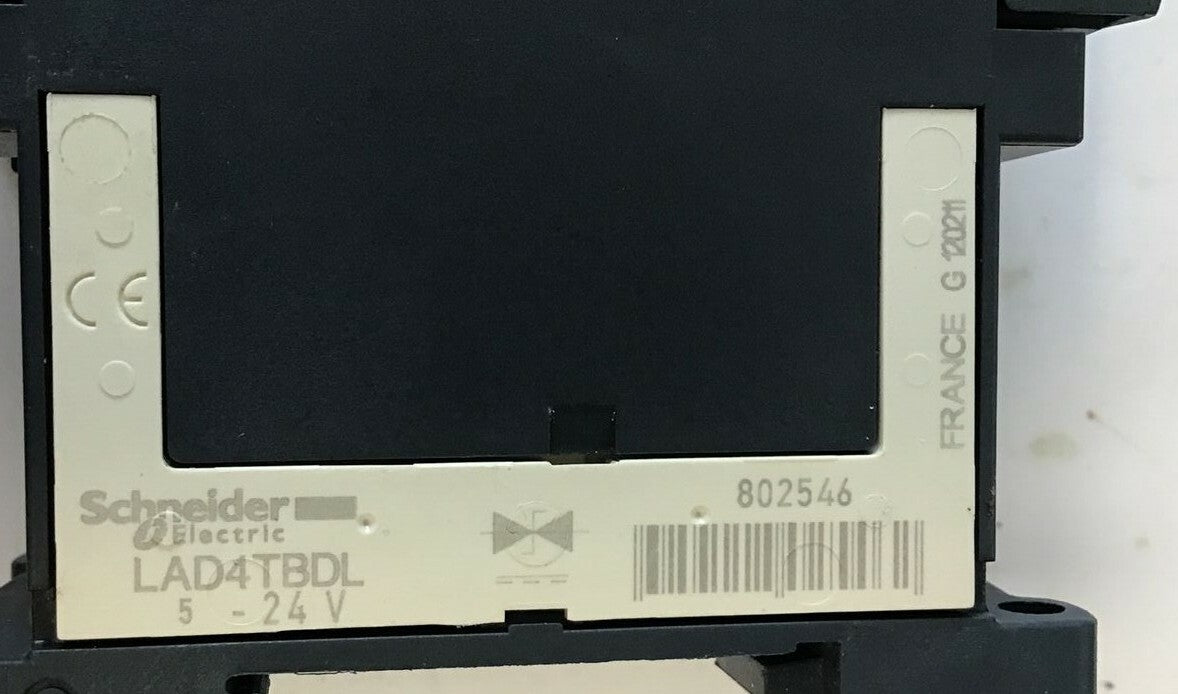 CE
Schneider
Electric
LAD4TBDL
5 - 24 V
802546
FRANCE G 120211